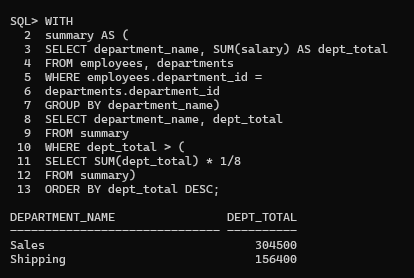 SQL> WITH
  2  summary AS (
  3  SELECT department_name, SUM(salary) AS dept_total
  4  FROM employees, departments
  5  WHERE employees.department_id =
  6  departments.department_id
  7  GROUP BY department_name)
  8  SELECT department_name, dept_total
  9  FROM summary
 10  WHERE dept_total > (
 11  SELECT SUM(dept_total) * 1/8
 12  FROM summary)
 13  ORDER BY dept_total DESC;

DEPARTMENT_NAME                DEPT_TOTAL
------------------------------ ----------
Sales                              304500
Shipping                           156400